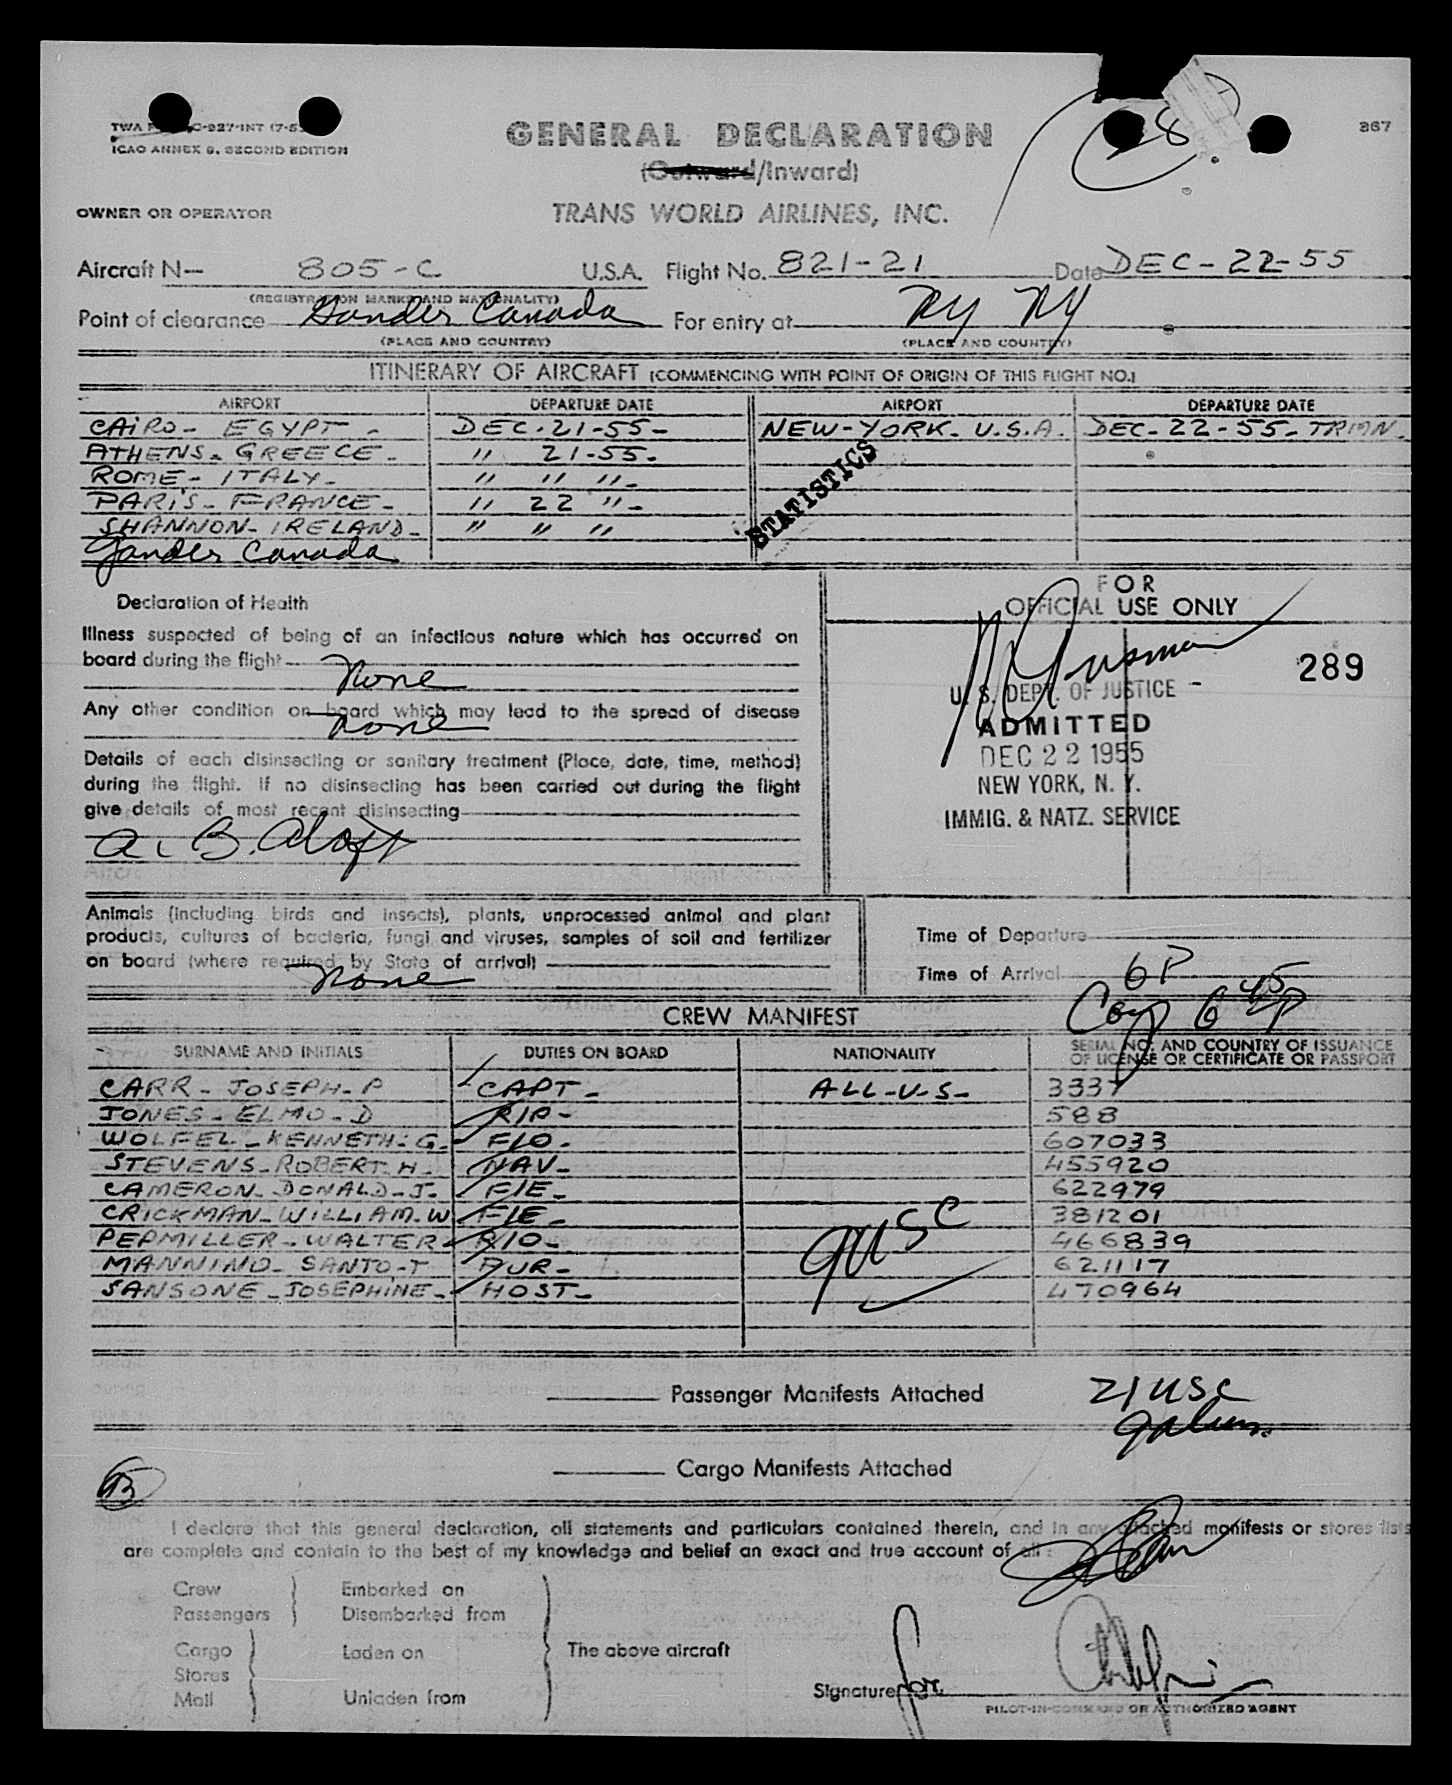 367
ICAO ANNEX 9, SECOND EDITION
GENERAL DECLARATION
(Outward/Inward)
OWNER OR OPERATOR
TRANS WORLD AIRLINES, INC.
Aircraft N— 805-C U.S.A. Flight No. 821-21 Date DEC-22-55
(REGISTRATION MARKS AND NATIONALITY)
Point of clearance Gander Canada For entry at NY NY
(PLACE AND COUNTRY) (PLACE AND COUNTRY)
ITINERARY OF AIRCRAFT (COMMENCING WITH POINT OF ORIGIN OF THIS FLIGHT NO.)
AIRPORT DEPARTURE DATE AIRPORT DEPARTURE DATE
CAIRO - EGYPT - DEC-21-55- NEW-YORK- U.S.A. DEC-22-55-
ATHENS- GREECE- " 21-55-
ROME- ITALY- " " "-
PARIS- FRANCE- " 22 "-
SHANNON- IRELAND- " " "
Gander Canada
STATISTICS
Declaration of Health
Illness suspected of being of an infectious nature which has occurred on
board during the flight None
Any other condition on board which may lead to the spread of disease
None
Details of each disinsecting or sanitary treatment (Place, date, time, method)
during the flight. If no disinsecting has been carried out during the flight
give details of most recent disinsecting
FOR
OFFICIAL USE ONLY
289
U. S. DEPT. OF JUSTICE -
ADMITTED
DEC 22 1955
NEW YORK, N. Y.
IMMIG. & NATZ. SERVICE
Animals (including birds and insects), plants, unprocessed animal and plant
products, cultures of bacteria, fungi and viruses, samples of soil and fertilizer
on board (where required by State of arrival)
None
Time of Departure
Time of Arrival 6P
CREW MANIFEST
SURNAME AND INITIALS DUTIES ON BOARD NATIONALITY SERIAL NO. AND COUNTRY OF ISSUANCE
OF LICENSE OR CERTIFICATE OR PASSPORT
CARR - JOSEPH-P CAPT- ALL-U-S- 3337
JONES- ELMO-D R/P- 588
WOLFEL-KENNETH-G- F/O- 607033
STEVENS-ROBERT-H- NAV- 455920
CAMERON-DONALD-J- F/E- 622979
CRICKMAN-WILLIAM-W F/E- 381201
PEPMILLER-WALTER- R/O- 466839
MANNINO- SANTO-T PUR- 621117
SANSONE-JOSEPHINE- HOST- 470964
Passenger Manifests Attached 21 USC
Cargo Manifests Attached
I declare that this general declaration, all statements and particulars contained therein, and in any attached manifests or stores lists
are complete and contain to the best of my knowledge and belief an exact and true account of all :
Crew Embarked on
Passengers Disembarked from
Cargo Laden on The above aircraft
Stores
Mail Unladen from
Signature for
PILOT-IN-COMMAND OR AUTHORIZED AGENT